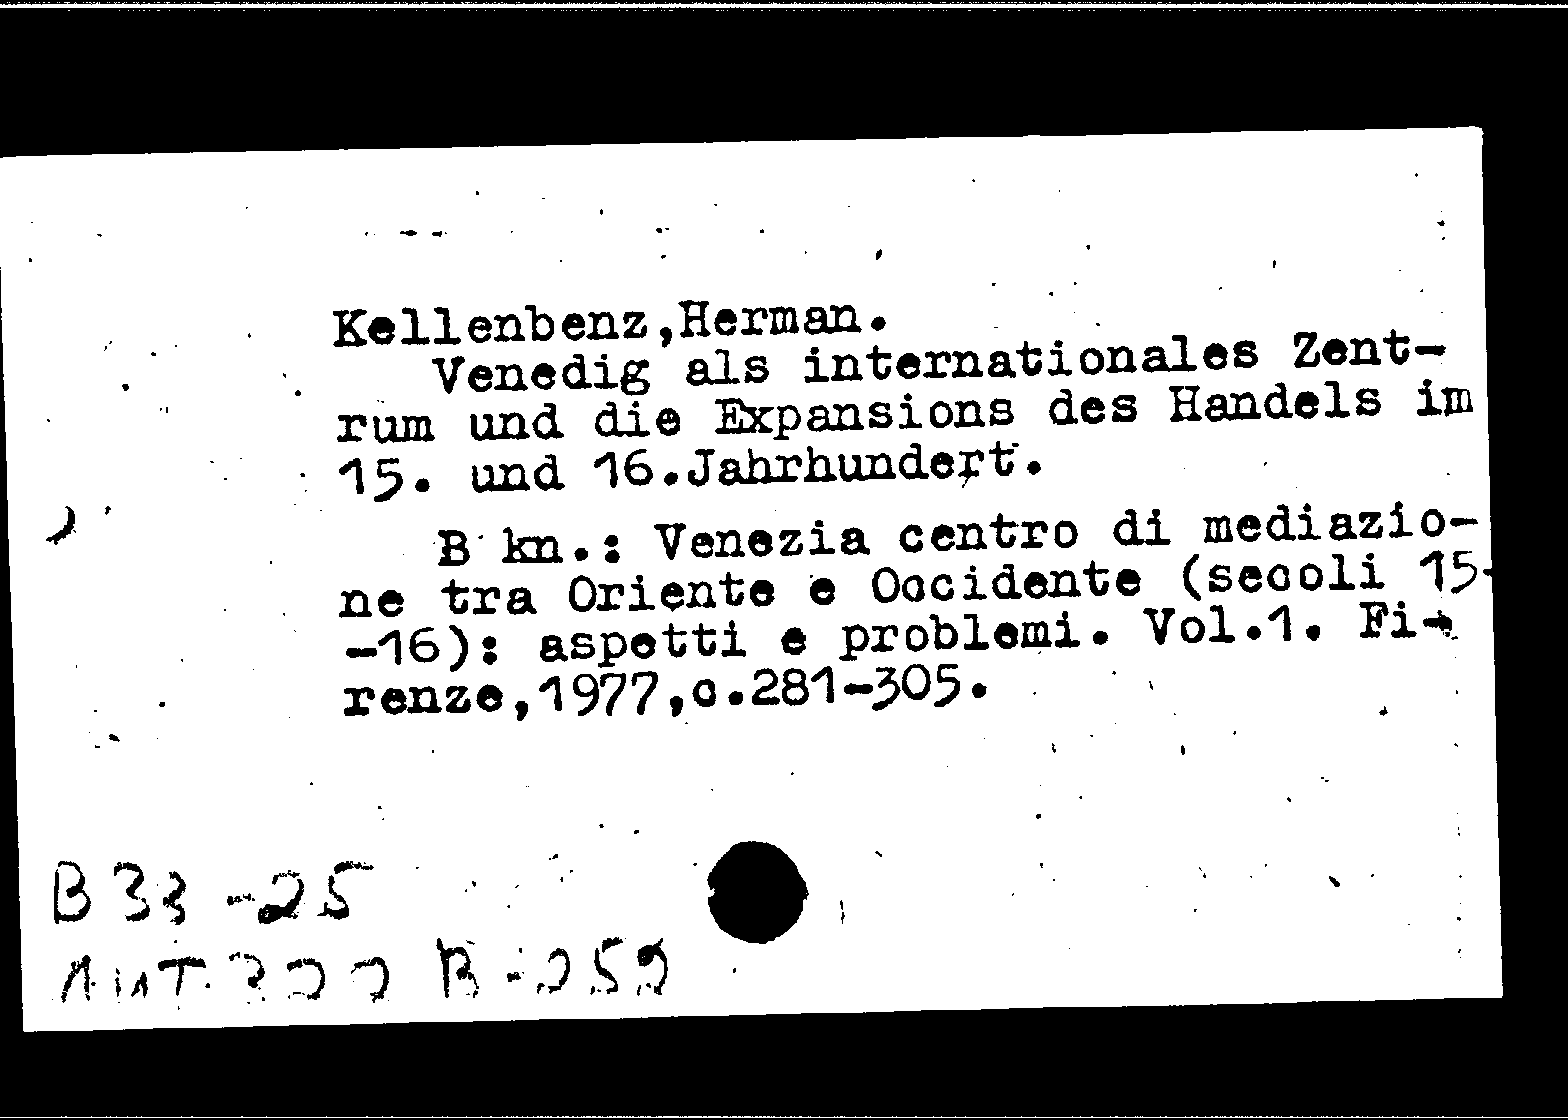 Kellenbenz,Herman.
Venedig als internationales Zent-
rum und die Expansions des Handels im
15. und 16.Jahrhundert.
В кн.: Venezia centro di mediazio-
ne tra Oriente e Occidente (secoli 15-
-16): aspetti e problemi. Vol.1. Fi-
renze,1977,с.281-305.
В 33-25